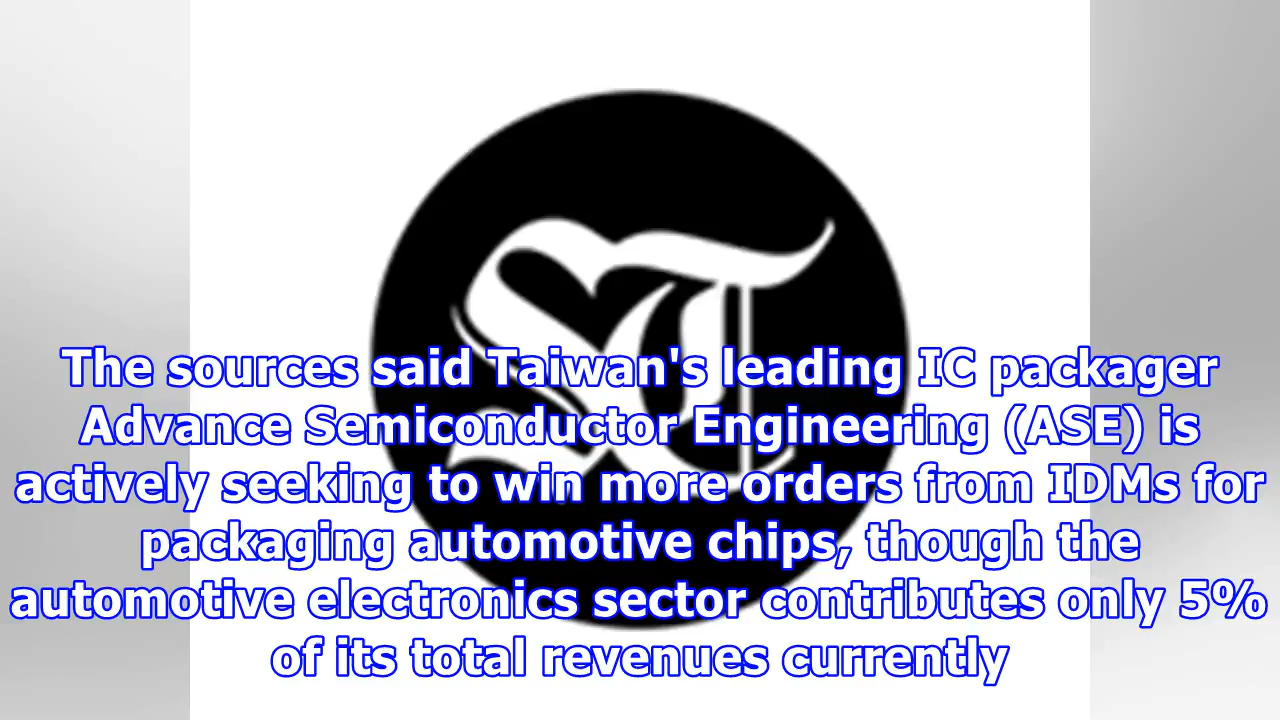 ST
The sources said Taiwan's leading IC packager
Advance Semiconductor Engineering (ASE) is
actively seeking to win more orders from IDMs for
packaging automotive chips, though the
automotive electronics sector contributes only 5%
of its total revenues currently